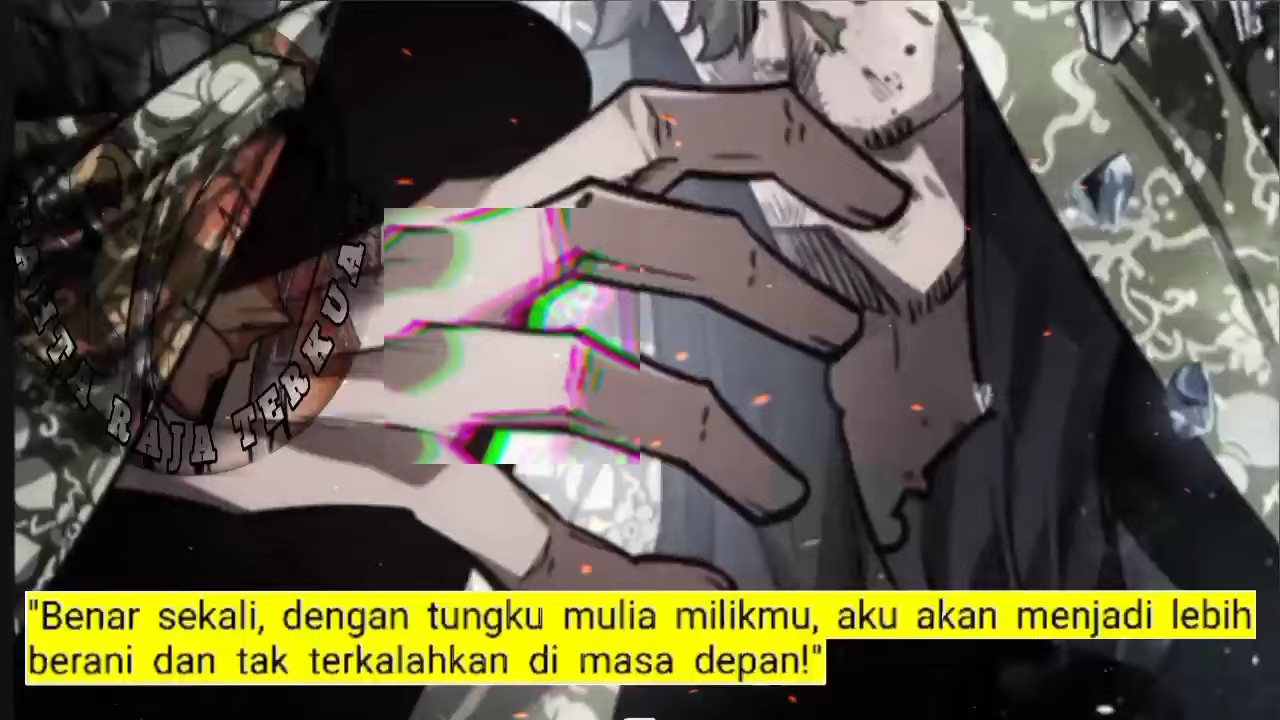 RAJA TERKUA
"Benar sekali, dengan tungku mulia milikmu, aku akan menjadi lebih
berani dan tak terkalahkan di masa depan!"